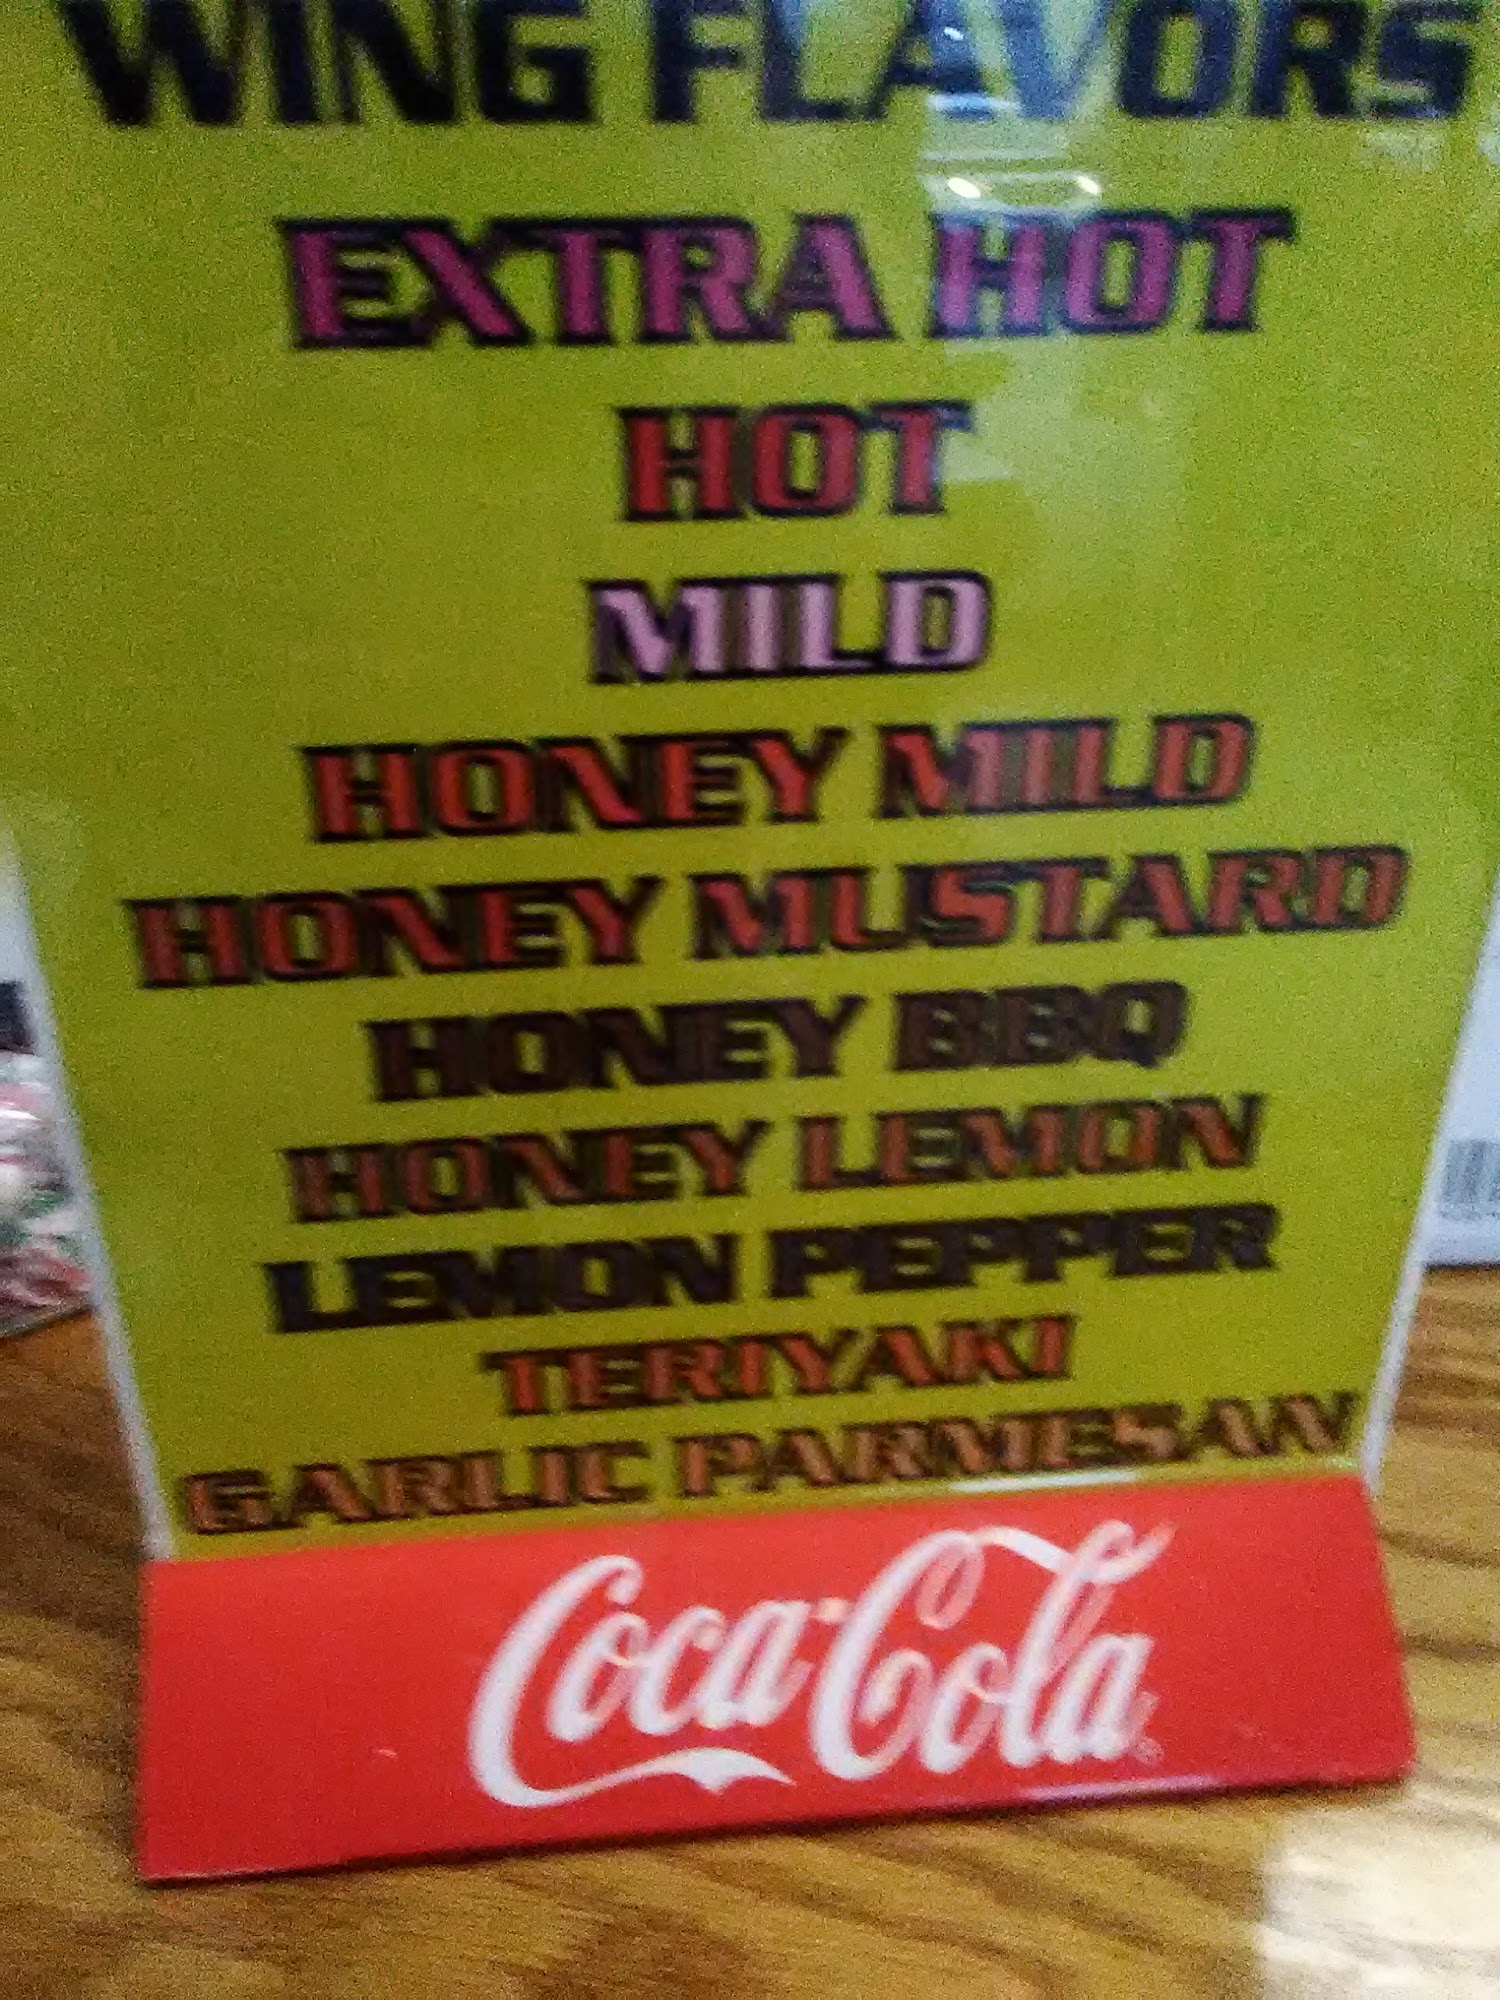 WING FLAVORS
EXTRA HOT
HOT
MILD
HONEY MILD
HONEY MUSTARD
HONEY BBQ
HONEY LEMON
LEMON PEPPER
TERIYAKI
GARLIC PARMESAN
Coca-Cola